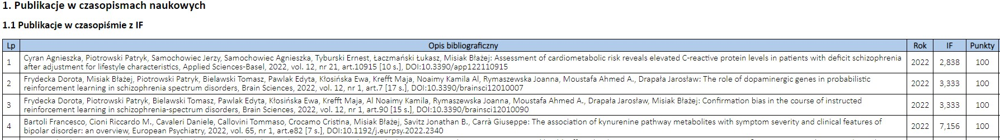 1. Publikacje w czasopismach naukowych
1.1 Publikacje w czasopiśmie z IF
Lp Opis bibliograficzny Rok IF Punkty
1 Cyran Agnieszka, Piotrowski Patryk, Samochowiec Jerzy, Samochowiec Agnieszka, Tyburski Ernest, Łaczmański Łukasz, Misiak Błażej: Assessment of cardiometabolic risk reveals elevated C-reactive protein levels in patients with deficit schizophrenia
after adjustment for lifestyle characteristics, Applied Sciences-Basel, 2022, vol. 12, nr 21, art.10915 [10 s.], DOI:10.3390/app122110915 2022 2,838 100
2 Frydecka Dorota, Misiak Błażej, Piotrowski Patryk, Bielawski Tomasz, Pawlak Edyta, Kłosińska Ewa, Krefft Maja, Noaimy Kamila Al, Rymaszewska Joanna, Moustafa Ahmed A., Drapała Jarosław: The role of dopaminergic genes in probabilistic
reinforcement learning in schizophrenia spectrum disorders, Brain Sciences, 2022, vol. 12, nr 1, art.7 [17 s.], DOI:10.3390/brainsci12010007 2022 3,333 100
3 Frydecka Dorota, Piotrowski Patryk, Bielawski Tomasz, Pawlak Edyta, Kłosińska Ewa, Krefft Maja, Al Noaimy Kamila, Rymaszewska Joanna, Moustafa Ahmed A., Drapała Jarosław, Misiak Błażej: Confirmation bias in the course of instructed
reinforcement learning in schizophrenia-spectrum disorders, Brain Sciences, 2022, vol. 12, nr 1, art.90 [15 s.], DOI:10.3390/brainsci12010090 2022 3,333 100
4 Bartoli Francesco, Cioni Riccardo M., Cavaleri Daniele, Callovini Tommaso, Crocamo Cristina, Misiak Błażej, Savitz Jonathan B., Carrà Giuseppe: The association of kynurenine pathway metabolites with symptom severity and clinical features of
bipolar disorder: an overview, European Psychiatry, 2022, vol. 65, nr 1, art.e82 [7 s.], DOI:10.1192/j.eurpsy.2022.2340 2022 7,156 100